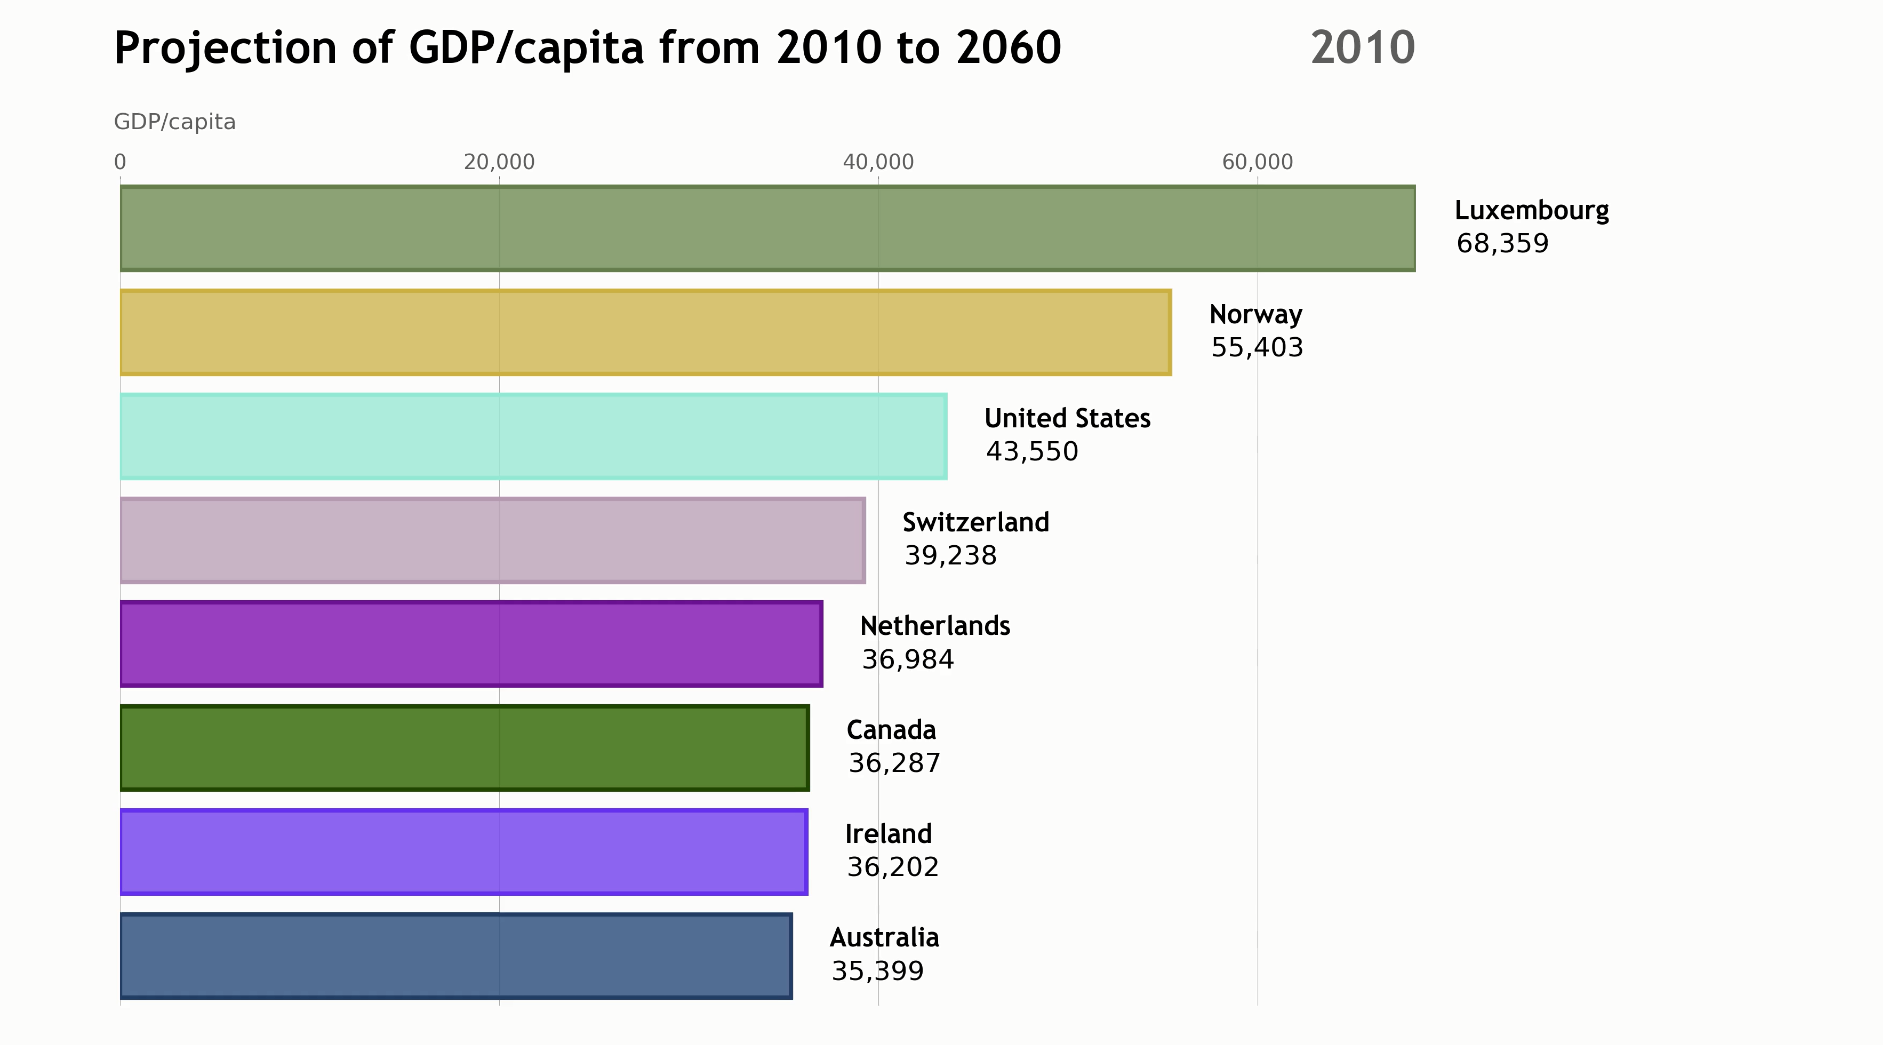 Projection of GDP/capita from 2010 to 2060
2010
GDP/capita
0 20,000 40,000 60,000
Luxembourg
68,359
Norway
55,403
United States
43,550
Switzerland
39,238
Netherlands
36,984
Canada
36,287
Ireland
36,202
Australia
35,399